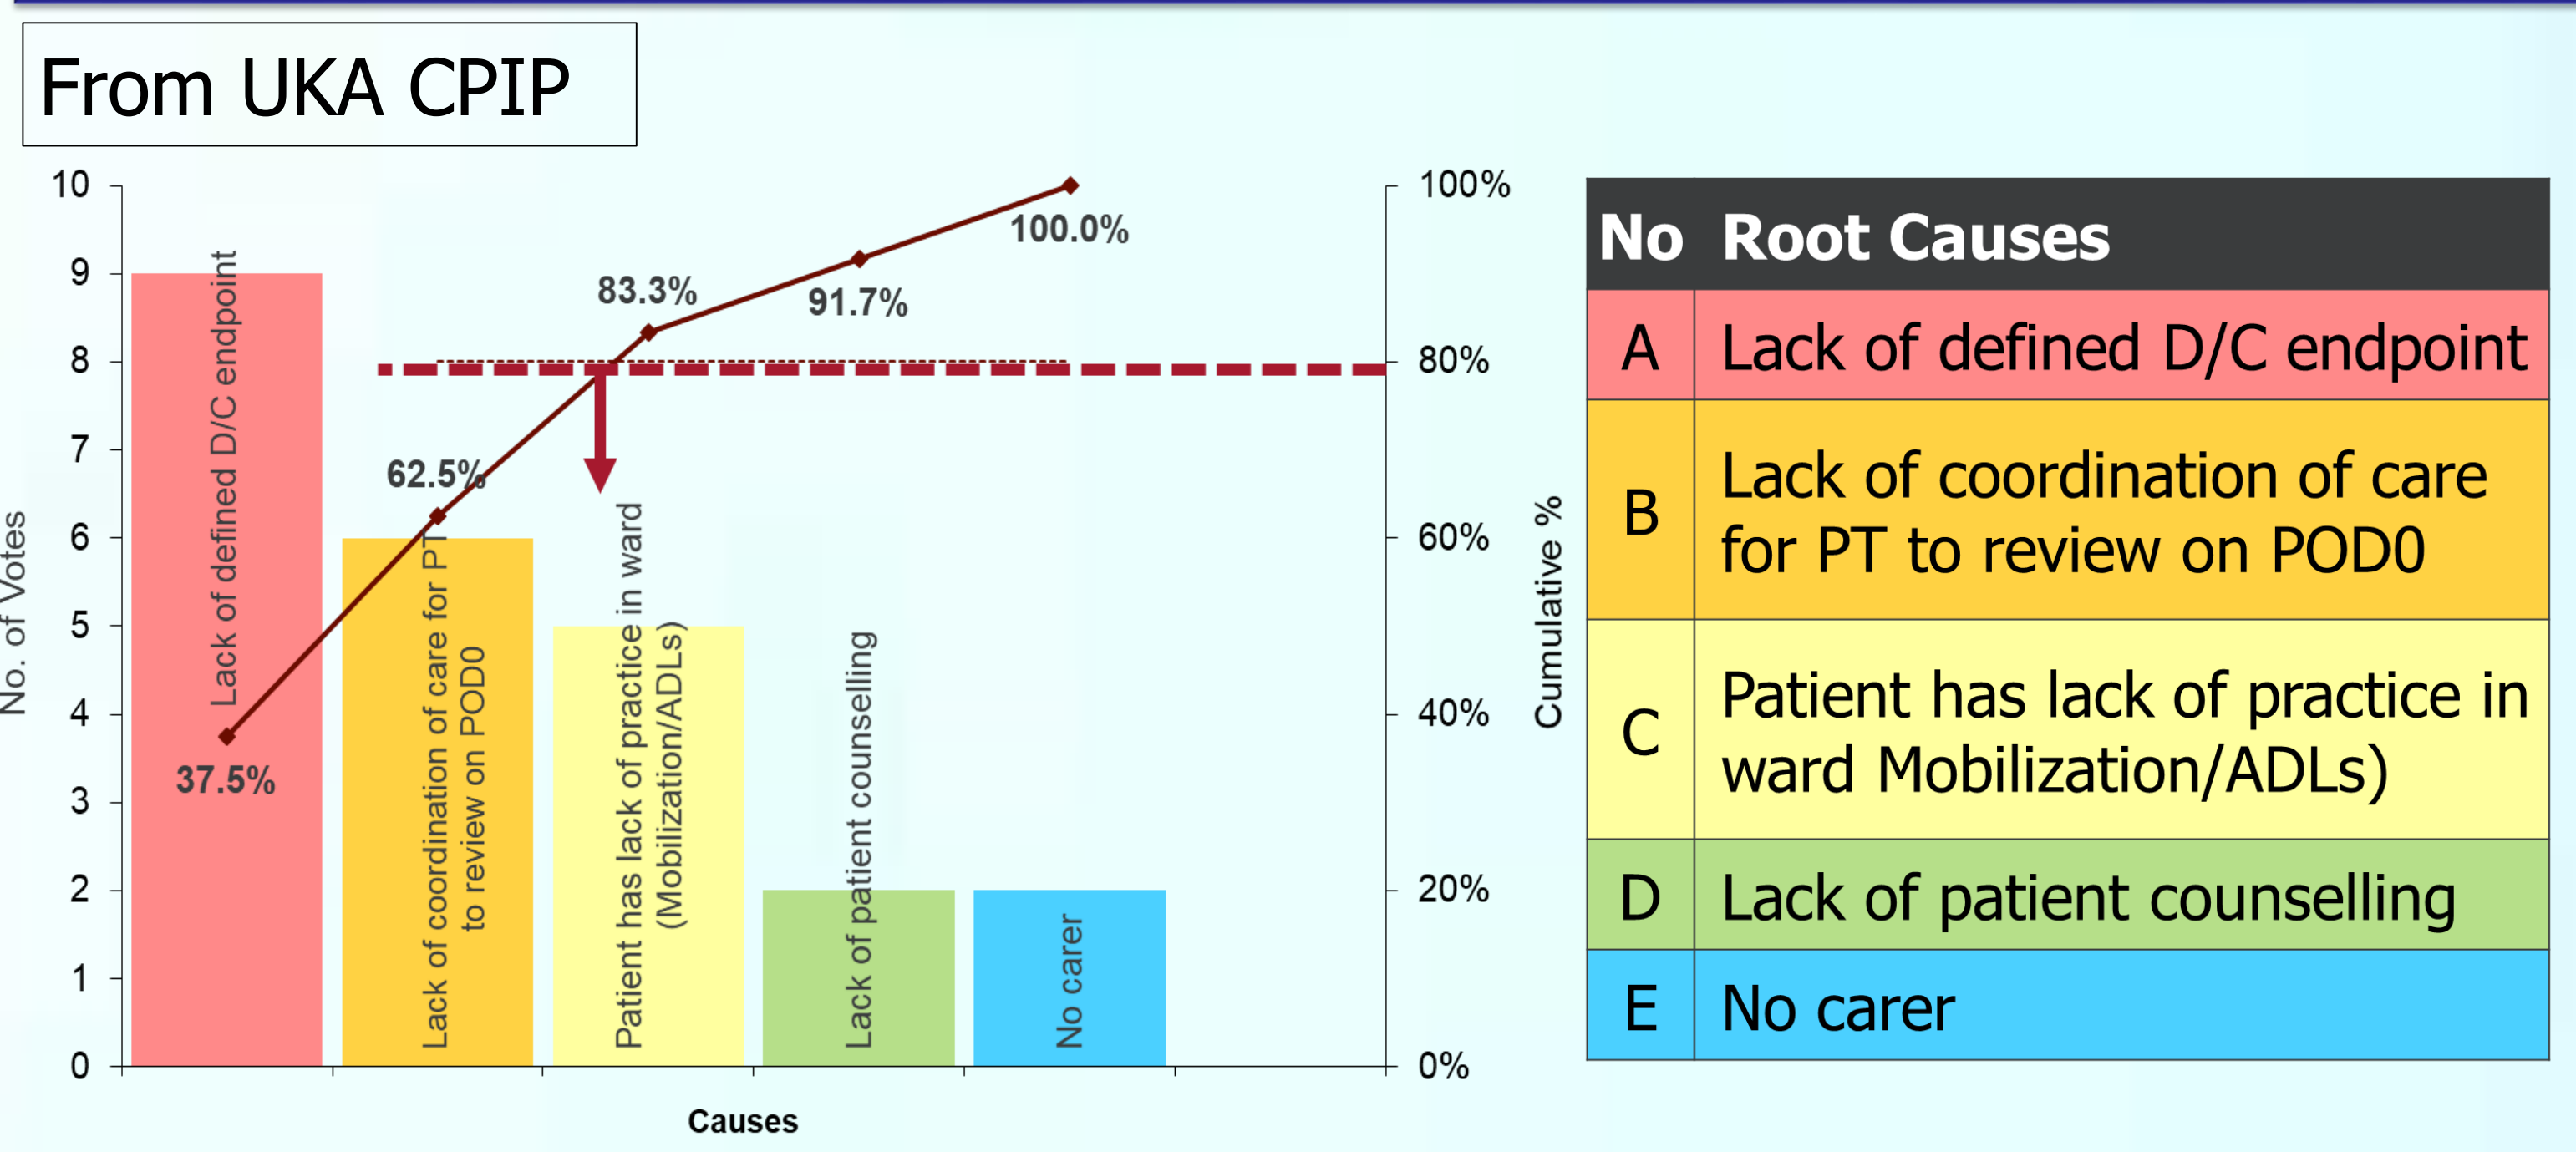 From UKA CPIP
10
9
8
7
6
5
4
3
2
1
0
No. of Votes
Lack of defined D/C endpoint
Lack of coordination of care for PT
to review on POD0
Patient has lack of practice in ward
(Mobilization/ADLs)
Lack of patient counselling
No carer
37.5%
62.5%
83.3%
91.7%
100.0%
100%
80%
60%
40%
20%
0%
Cumulative %
Causes
No Root Causes
A Lack of defined D/C endpoint
B Lack of coordination of care
for PT to review on POD0
C Patient has lack of practice in
ward Mobilization/ADLs)
D Lack of patient counselling
E No carer